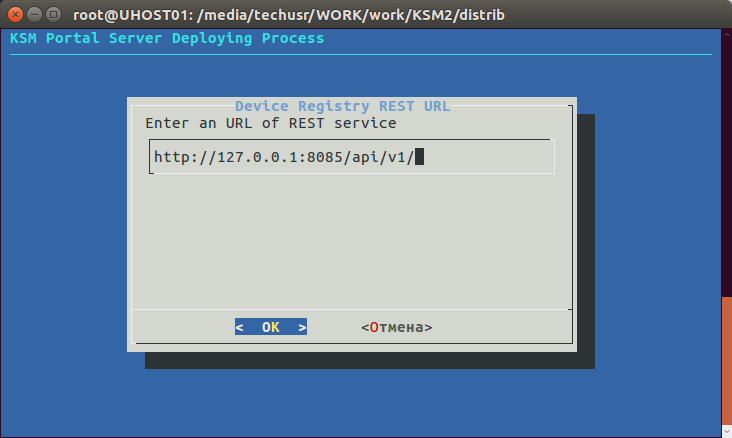 root@UHOST01: /media/techusr/WORK/work/KSM2/distrib
KSM Portal Server Deploying Process
Device Registry REST URL
Enter an URL of REST service
http://127.0.0.1:8085/api/v1/
< OK > <Отмена>